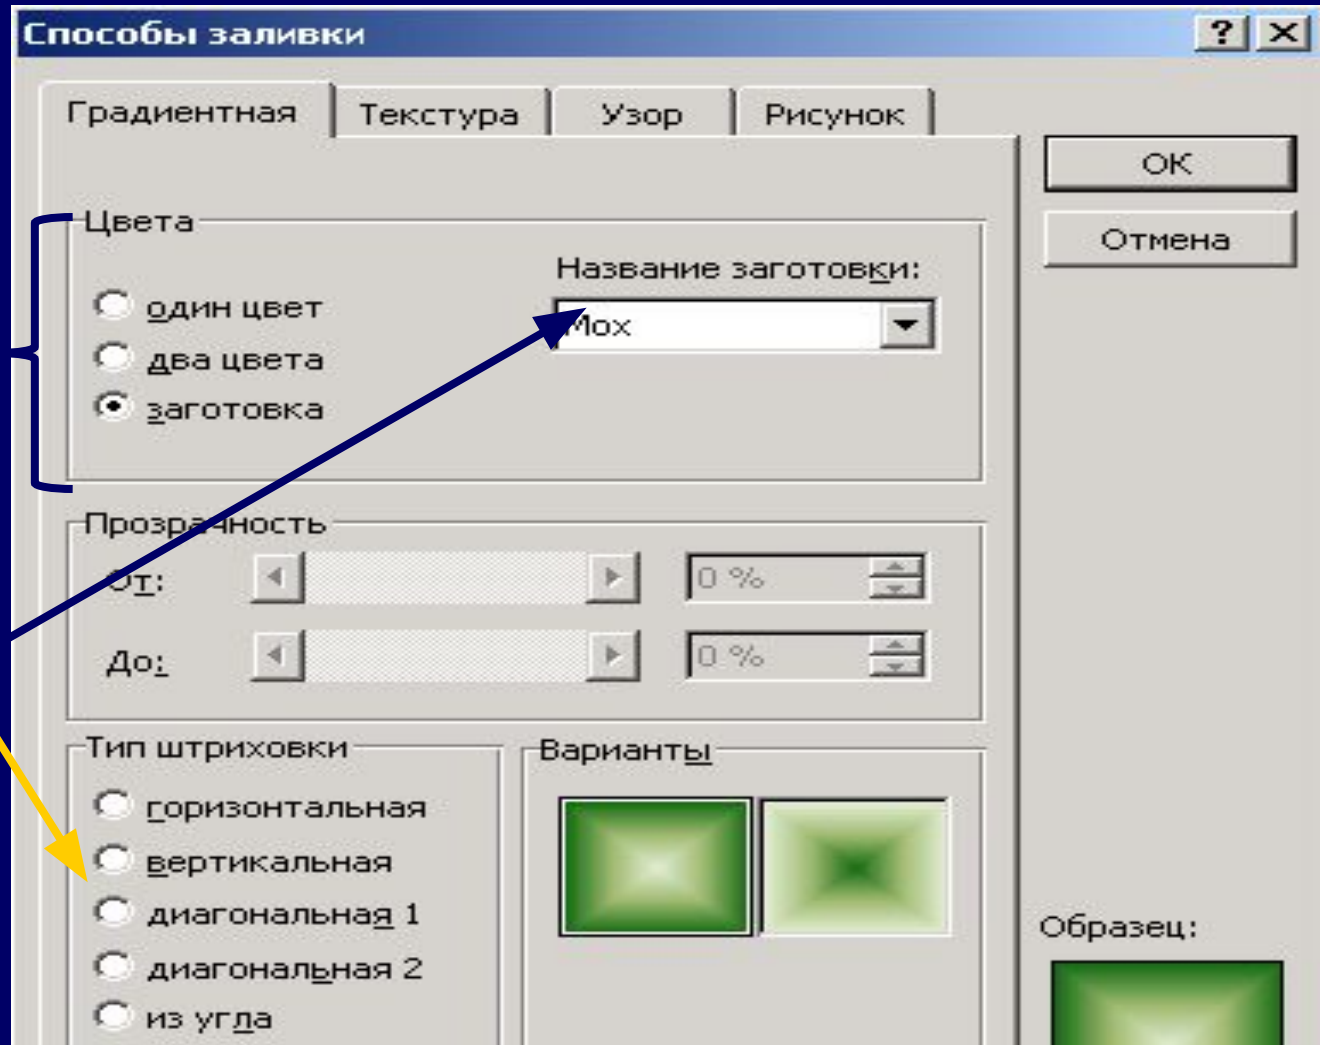 Способы заливки
Градиентная Текстура Узор Рисунок
ОК
Отмена
Цвета
Название заготовки:
один цвет
Мох
два цвета
заготовка
Прозрачность
От: 0 %
До: 0 %
Тип штриховки
Варианты
горизонтальная
вертикальная
диагональная 1
диагональная 2
из угла
Образец: